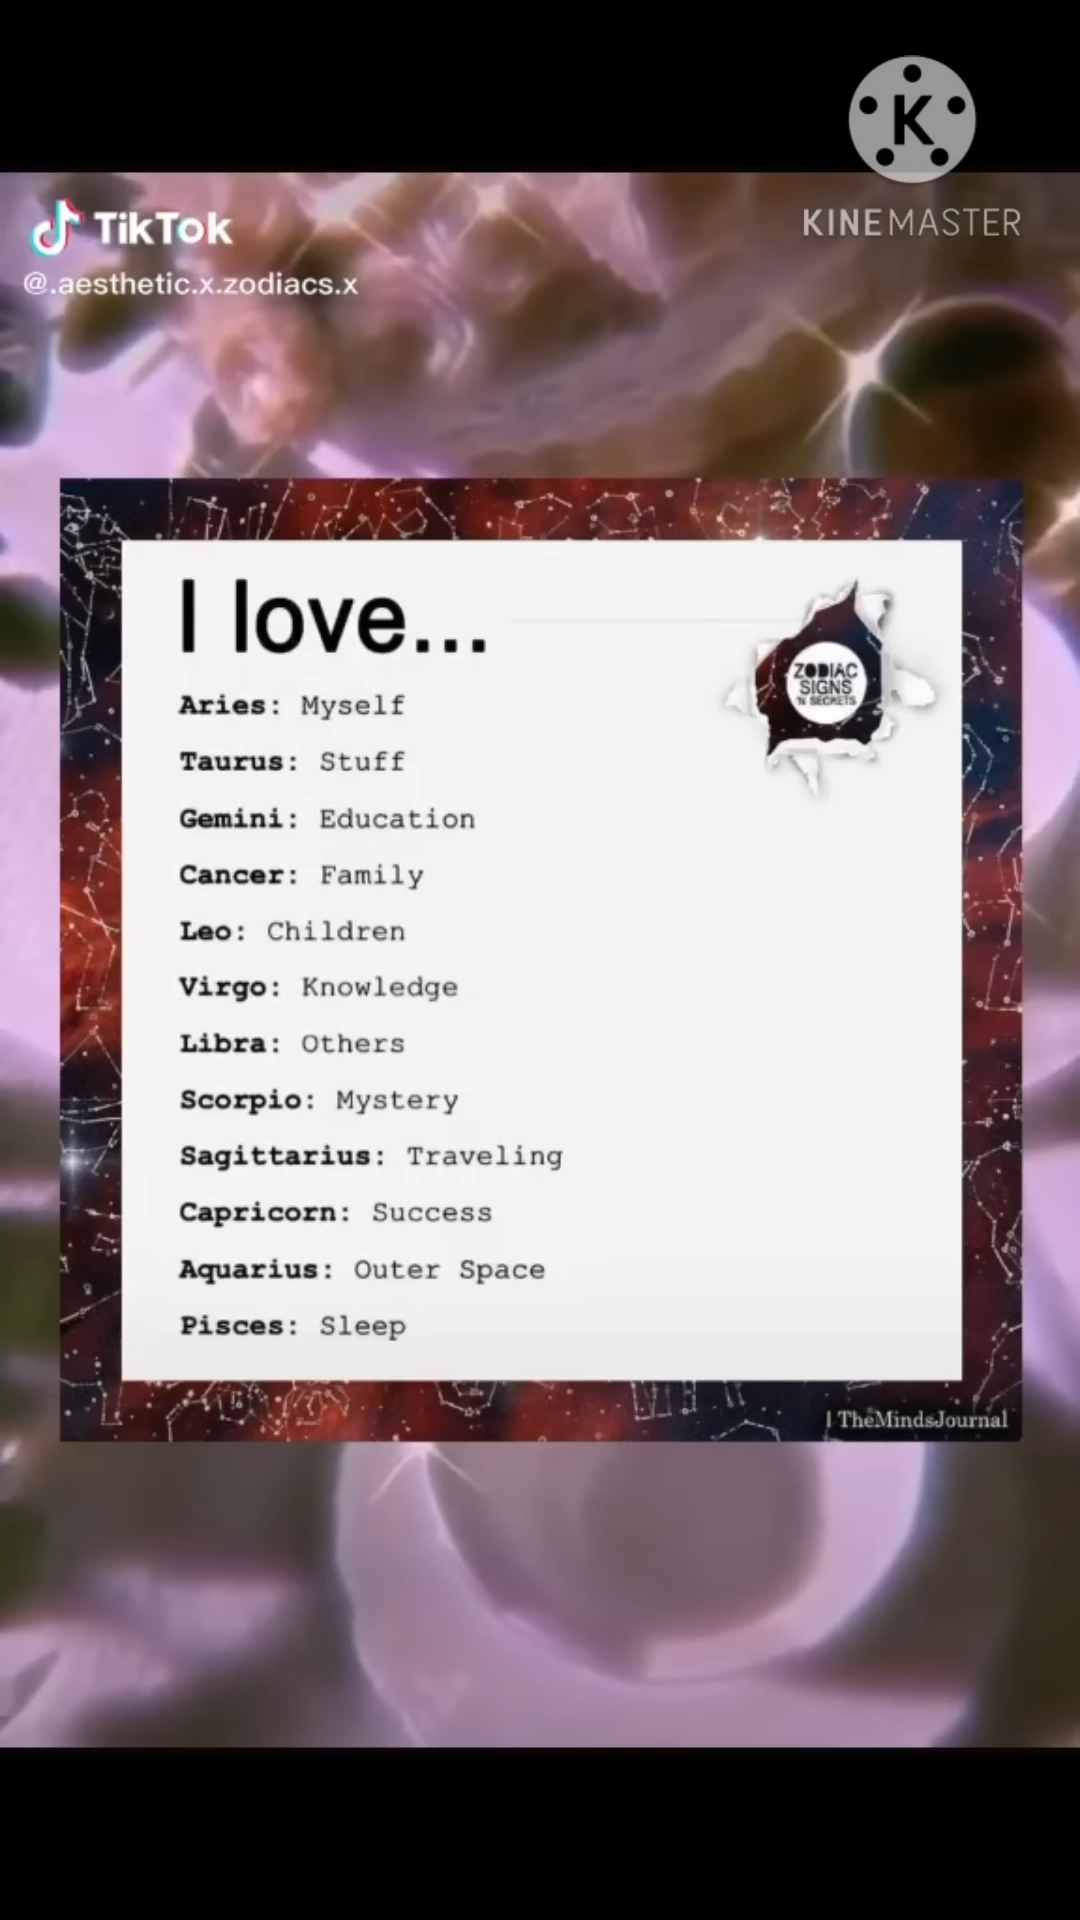 K
KINEMASTER
TikTok
@.aesthetic.x.zodiacs.x
I love...
ZODIAC
SIGNS
'N SECRETS
Aries: Myself
Taurus: Stuff
Gemini: Education
Cancer: Family
Leo: Children
Virgo: Knowledge
Libra: Others
Scorpio: Mystery
Sagittarius: Traveling
Capricorn: Success
Aquarius: Outer Space
Pisces: Sleep
| TheMindsJournal